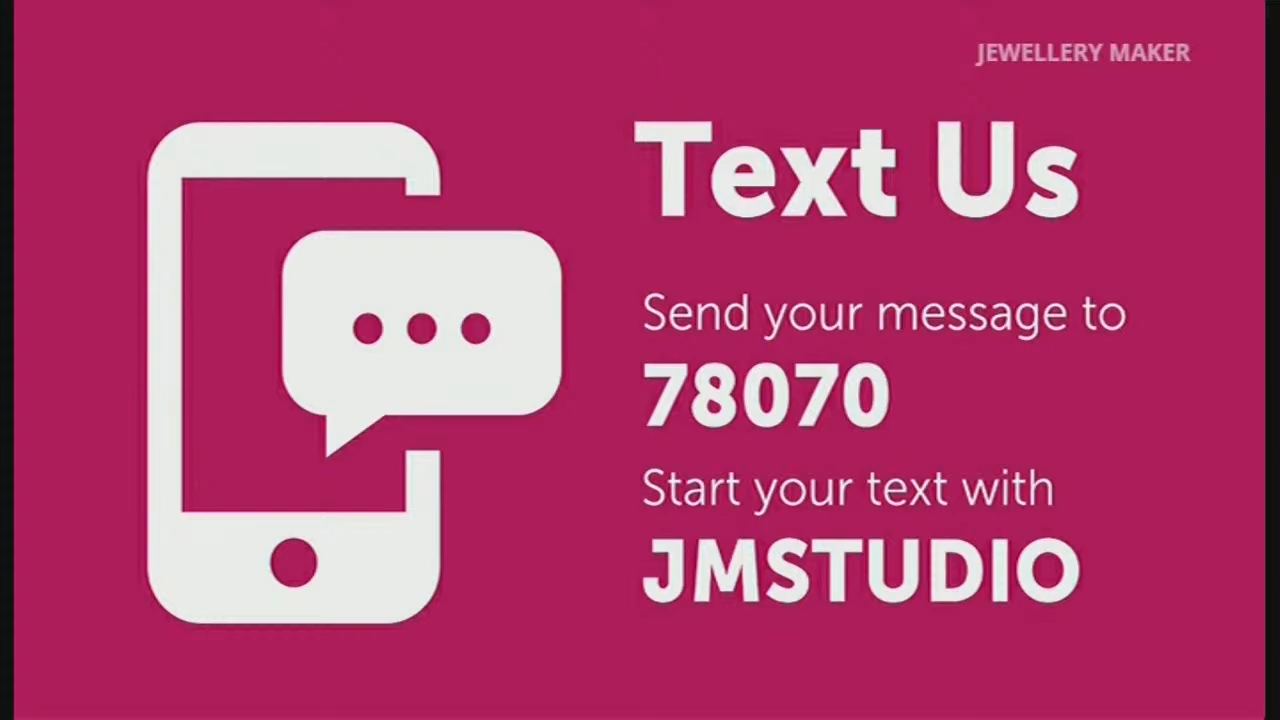 JEWELLERY MAKER
Text Us
Send your message to
78070
Start your text with
JMSTUDIO